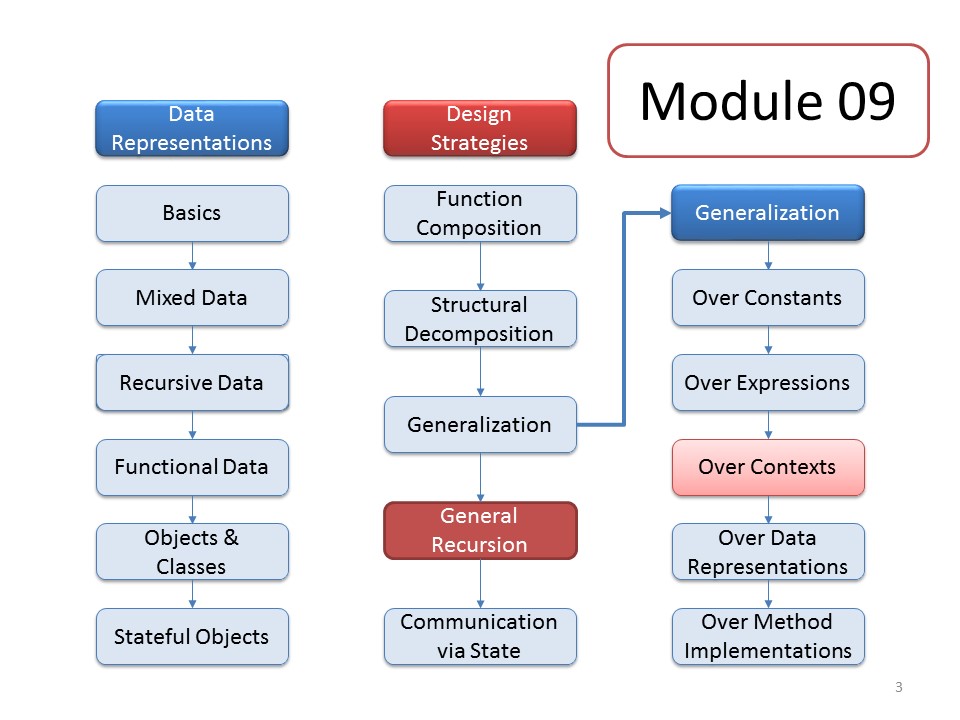 Module 09
Data
Representations
Basics
Mixed Data
Recursive Data
Functional Data
Objects &
Classes
Stateful Objects
Design
Strategies
Function
Composition
Structural
Decomposition
Generalization
General
Recursion
Communication
via State
Generalization
Over Constants
Over Expressions
Over Contexts
Over Data
Representations
Over Method
Implementations
3